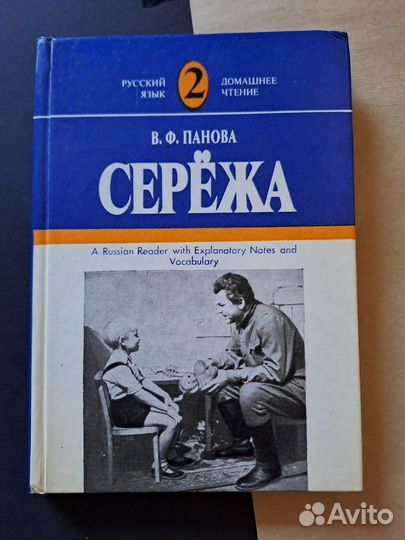 РУССКИЙ
ЯЗЫК
2
ДОМАШНЕЕ
ЧТЕНИЕ
В. Ф. ПАНОВА
СЕРЁЖА
A Russian Reader with Explanatory Notes and
Vocabulary
Avito